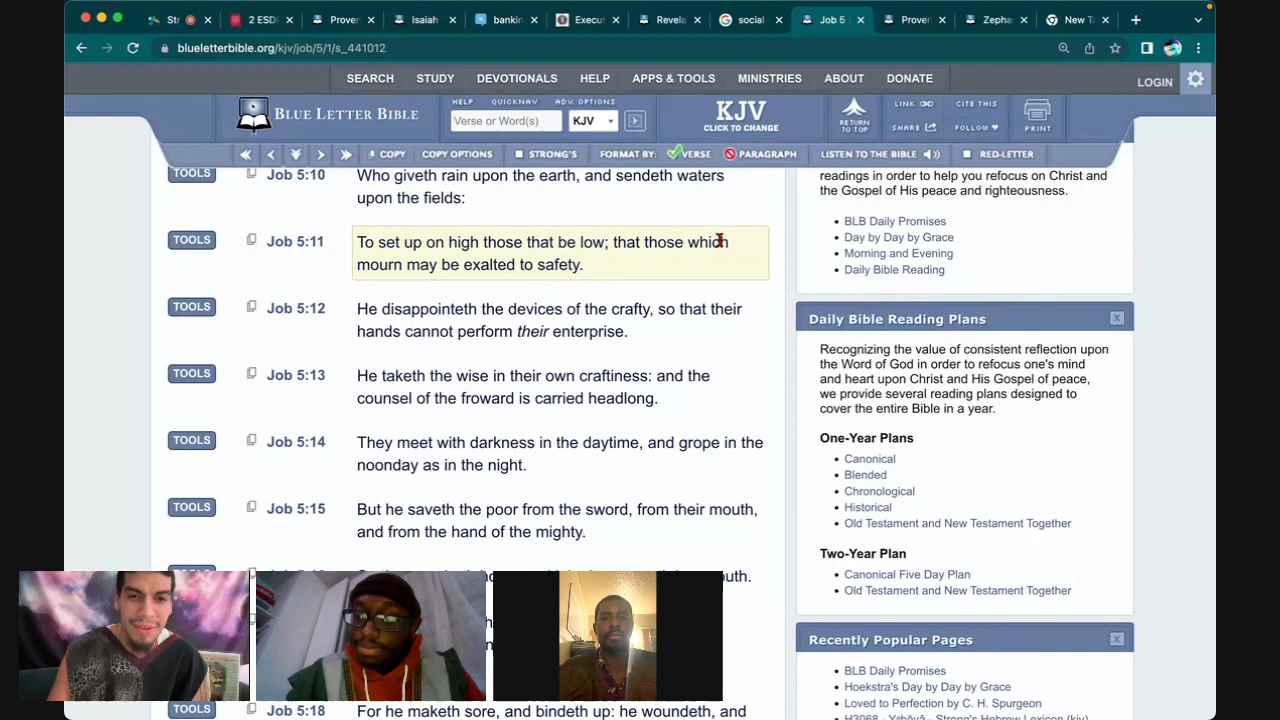 Str
2 ESDI
Prover
Isaiah
bankin
Execut
Revela
social
Job 5
Prover
Zepha
New Ta
blueletterbible.org/kjv/job/5/1/s_441012
SEARCH STUDY DEVOTIONALS HELP APPS & TOOLS MINISTRIES ABOUT DONATE
LOGIN
BLUE LETTER BIBLE
HELP QUICKNAV ADV. OPTIONS
Verse or Word(s)
KJV
KJV
CLICK TO CHANGE
RETURN
TO TOP
LINK
CITE THIS
SHARE
FOLLOW
PRINT
COPY COPY OPTIONS STRONG'S FORMAT BY: VERSE PARAGRAPH LISTEN TO THE BIBLE RED-LETTER
TOOLS Job 5:10 Who giveth rain upon the earth, and sendeth waters
upon the fields:
TOOLS Job 5:11 To set up on high those that be low; that those which
mourn may be exalted to safety.
TOOLS Job 5:12 He disappointeth the devices of the crafty, so that their
hands cannot perform their enterprise.
TOOLS Job 5:13 He taketh the wise in their own craftiness: and the
counsel of the froward is carried headlong.
TOOLS Job 5:14 They meet with darkness in the daytime, and grope in the
noonday as in the night.
TOOLS Job 5:15 But he saveth the poor from the sword, from their mouth,
and from the hand of the mighty.
TOOLS Job 5:18 For he maketh sore, and bindeth up: he woundeth, and
readings in order to help you refocus on Christ and
the Gospel of His peace and righteousness.
BLB Daily Promises
Day by Day by Grace
Morning and Evening
Daily Bible Reading
Daily Bible Reading Plans
Recognizing the value of consistent reflection upon
the Word of God in order to refocus one's mind
and heart upon Christ and His Gospel of peace,
we provide several reading plans designed to
cover the entire Bible in a year.
One-Year Plans
Canonical
Blended
Chronological
Historical
Old Testament and New Testament Together
Two-Year Plan
Canonical Five Day Plan
Old Testament and New Testament Together
Recently Popular Pages
BLB Daily Promises
Hoekstra's Day by Day by Grace
Loved to Perfection by C. H. Spurgeon